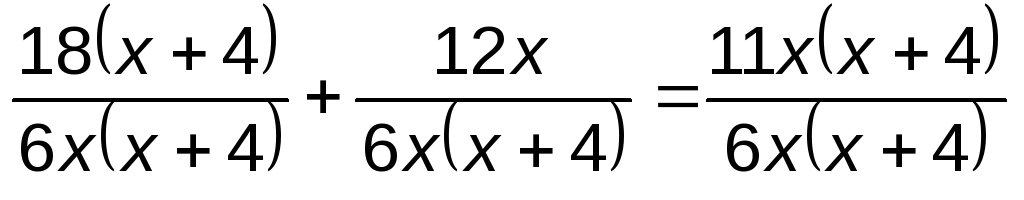 18(x + 4)/6x(x + 4) + 12x/6x(x + 4) = 11x(x + 4)/6x(x + 4)